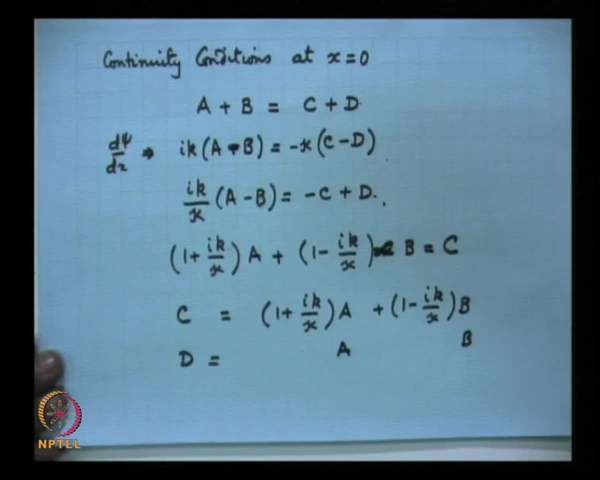 Continuity Conditions at x=0
A + B = C + D
dψ/dx ⇒ ik(A-B) = -κ(C-D)
ik/κ (A-B) = -C + D.
(1+ ik/κ) A + (1- ik/κ) B = C
C = (1+ ik/κ)A + (1- ik/κ)B
D = A B
NPTEL